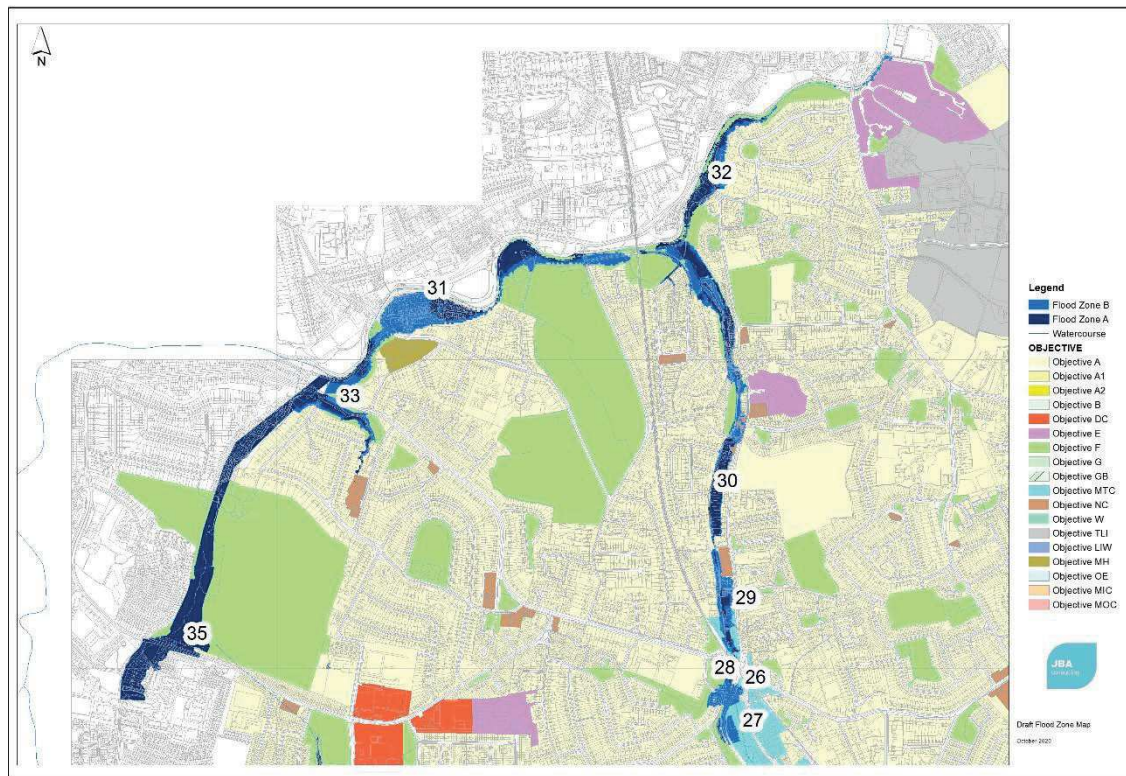 N
32
31
33
30
29
35
28
26
27
Legend
Flood Zone B
Flood Zone A
Watercourse
OBJECTIVE
Objective A
Objective A1
Objective A2
Objective B
Objective DC
Objective E
Objective F
Objective G
Objective GB
Objective MTC
Objective NC
Objective W
Objective TLI
Objective LIW
Objective MH
Objective OE
Objective MIC
Objective MOC
JBA
Draft Flood Zone Map
October 2020